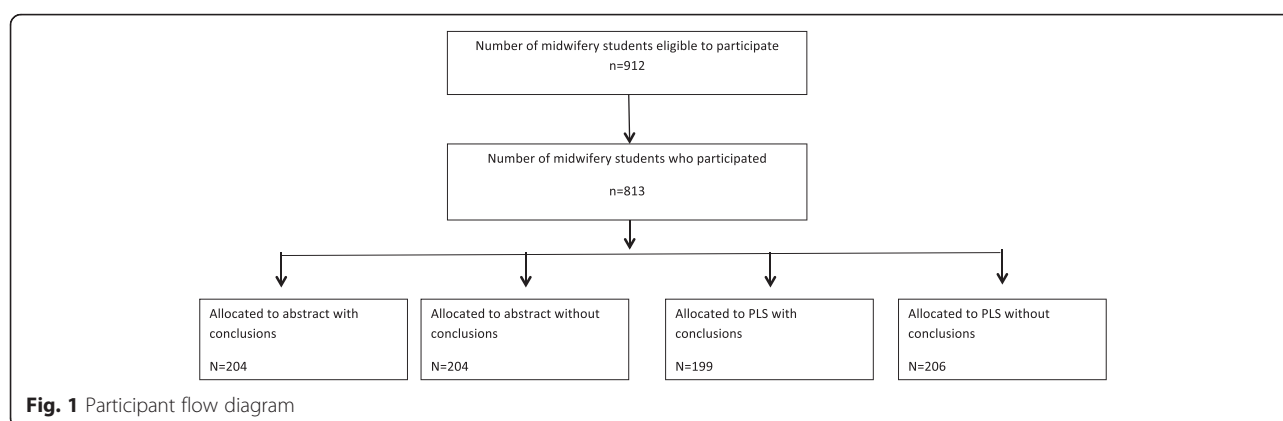 Number of midwifery students eligible to participate
n=912
Number of midwifery students who participated
n=813
Allocated to abstract with
conclusions
N=204
Allocated to abstract without
conclusions
N=204
Allocated to PLS with
conclusions
N=199
Allocated to PLS without
conclusions
N=206
Fig. 1 Participant flow diagram